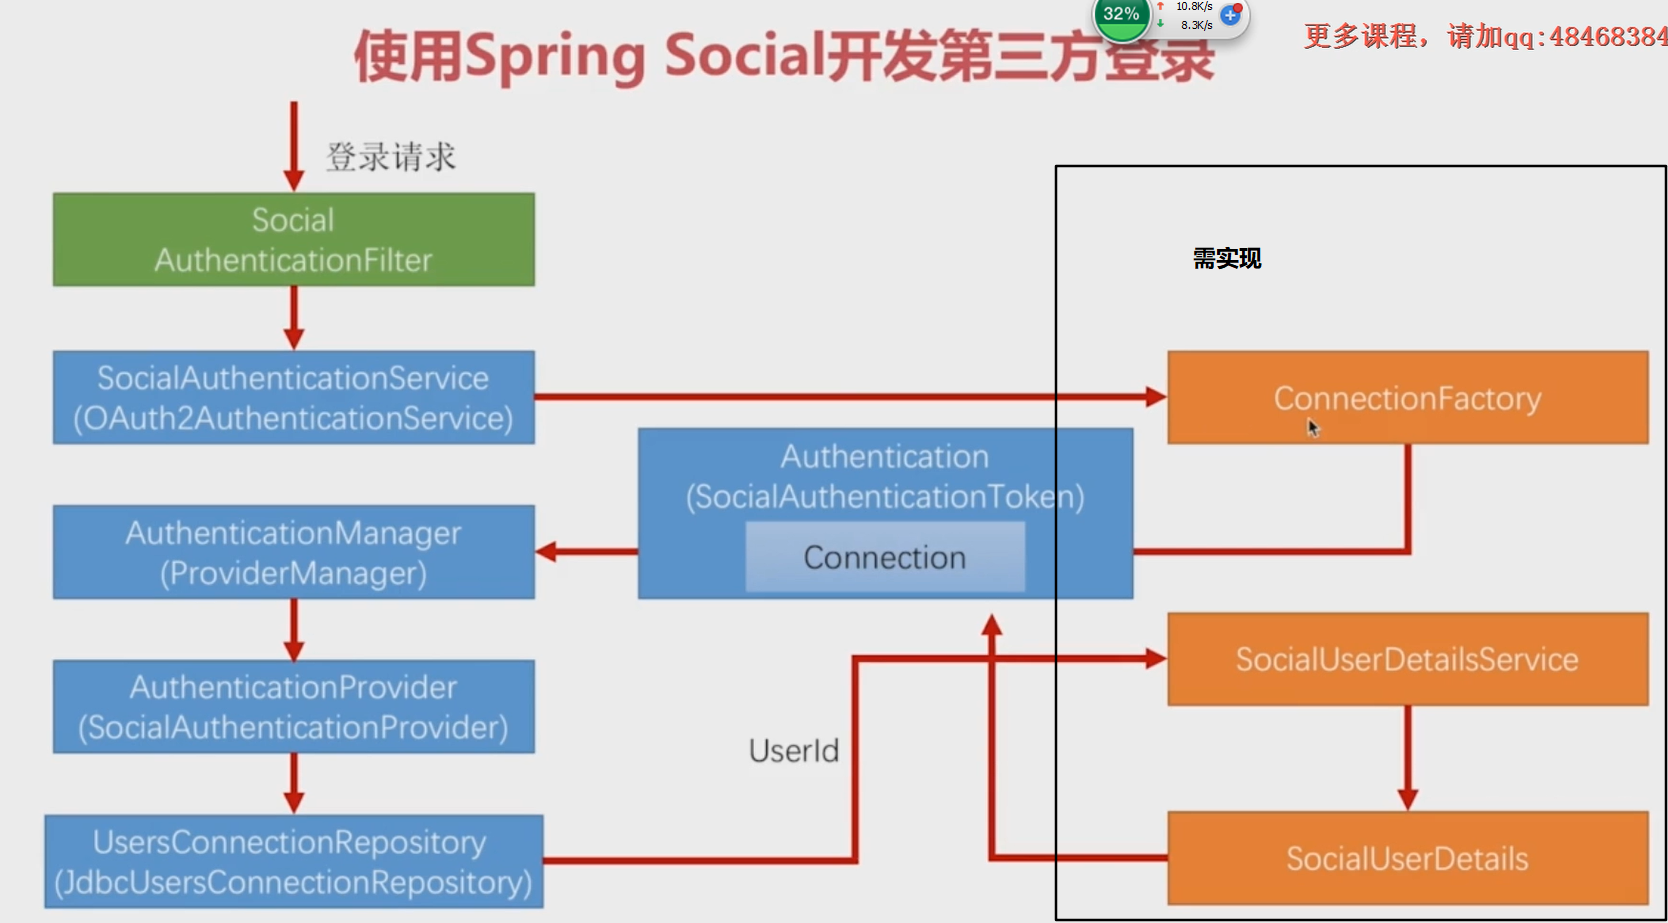 32%
10.8K/s
8.3K/s
更多课程，请加qq:48468384
使用Spring Social开发第三方登录
登录请求
Social
AuthenticationFilter
需实现
SocialAuthenticationService
(OAuth2AuthenticationService)
ConnectionFactory
Authentication
(SocialAuthenticationToken)
Connection
AuthenticationManager
(ProviderManager)
SocialUserDetailsService
AuthenticationProvider
(SocialAuthenticationProvider)
UserId
UsersConnectionRepository
(JdbcUsersConnectionRepository)
SocialUserDetails